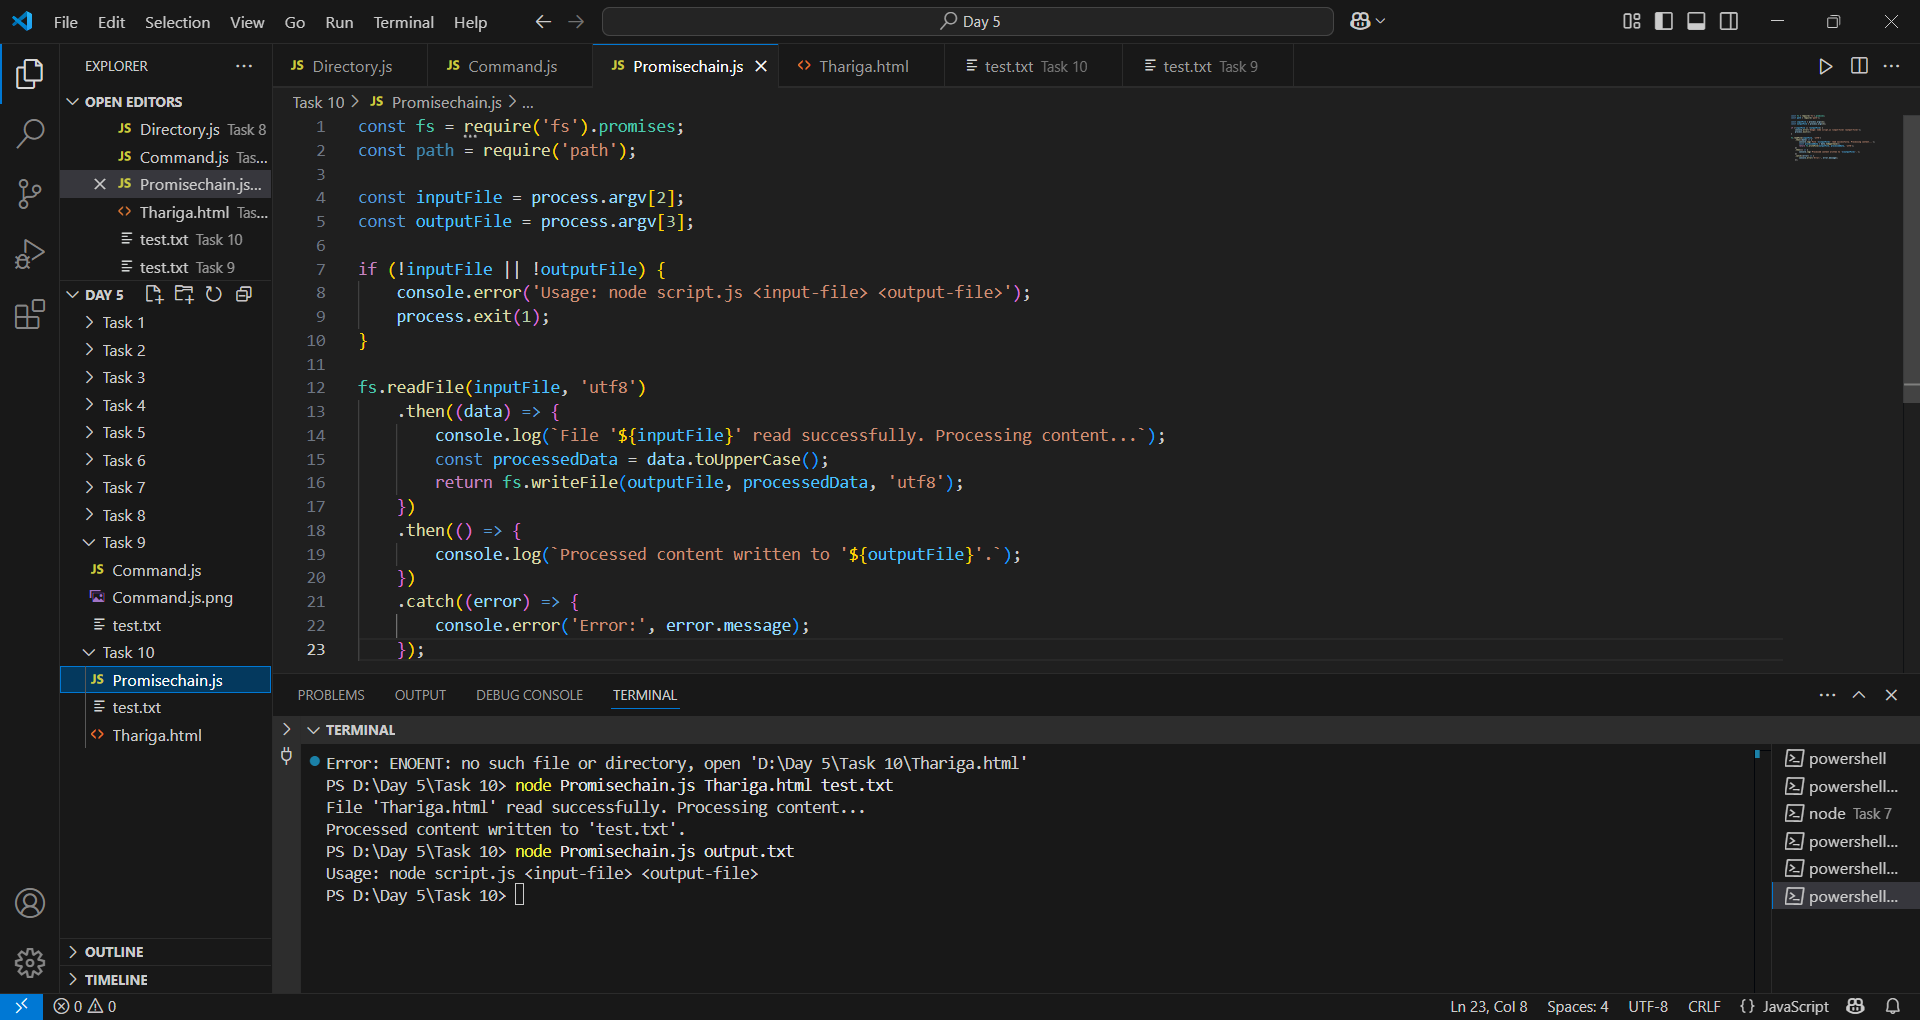 File Edit Selection View Go Run Terminal Help
Day 5
EXPLORER
OPEN EDITORS
JS Directory.js Task 8
JS Command.js Tas...
JS Promisechain.js...
<> Thariga.html Tas...
test.txt Task 10
test.txt Task 9
DAY 5
Task 1
Task 2
Task 3
Task 4
Task 5
Task 6
Task 7
Task 8
Task 9
JS Command.js
Command.js.png
test.txt
Task 10
JS Promisechain.js
test.txt
<> Thariga.html
OUTLINE
TIMELINE
JS Directory.js
JS Command.js
JS Promisechain.js
<> Thariga.html
test.txt Task 10
test.txt Task 9
Task 10 > JS Promisechain.js > ...
1 const fs = require('fs').promises;
2 const path = require('path');
3
4 const inputFile = process.argv[2];
5 const outputFile = process.argv[3];
6
7 if (!inputFile || !outputFile) {
8     console.error('Usage: node script.js <input-file> <output-file>');
9     process.exit(1);
10 }
11
12 fs.readFile(inputFile, 'utf8')
13     .then((data) => {
14         console.log(`File '${inputFile}' read successfully. Processing content...`);
15         const processedData = data.toUpperCase();
16         return fs.writeFile(outputFile, processedData, 'utf8');
17     })
18     .then(() => {
19         console.log(`Processed content written to '${outputFile}'.`);
20     })
21     .catch((error) => {
22         console.error('Error:', error.message);
23     });
PROBLEMS OUTPUT DEBUG CONSOLE TERMINAL
TERMINAL
Error: ENOENT: no such file or directory, open 'D:\Day 5\Task 10\Thariga.html'
PS D:\Day 5\Task 10> node Promisechain.js Thariga.html test.txt
File 'Thariga.html' read successfully. Processing content...
Processed content written to 'test.txt'.
PS D:\Day 5\Task 10> node Promisechain.js output.txt
Usage: node script.js <input-file> <output-file>
PS D:\Day 5\Task 10>
powershell
powershell...
node Task 7
powershell...
powershell...
powershell...
0 0
Ln 23, Col 8 Spaces: 4 UTF-8 CRLF {} JavaScript